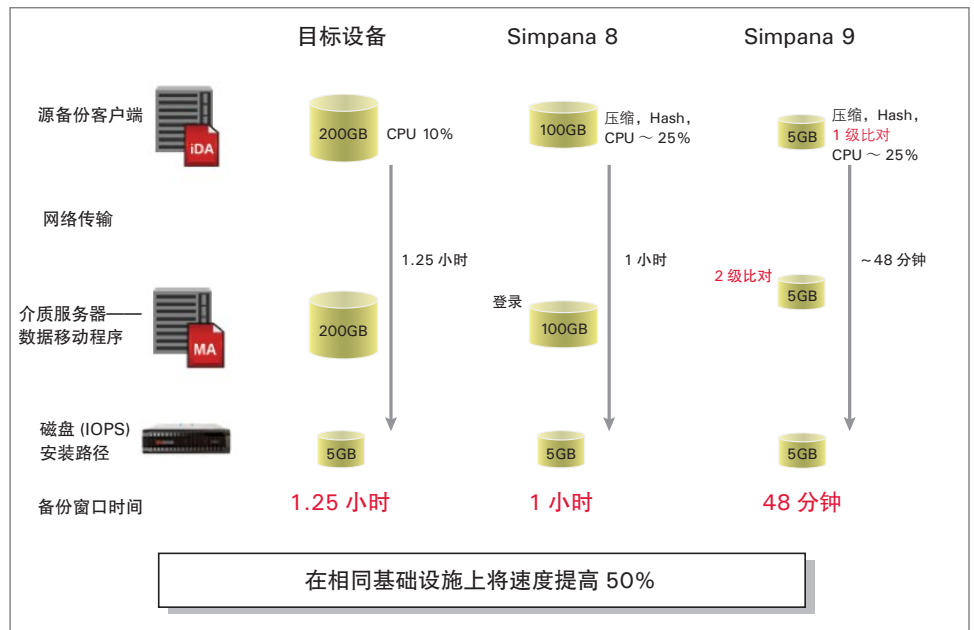 目标设备
Simpana 8
Simpana 9
源备份客户端
iDA
200GB
CPU 10%
100GB
压缩，Hash，
CPU ～ 25%
5GB
压缩，Hash，
1 级比对
CPU ～ 25%
网络传输
1.25 小时
1 小时
～48 分钟
介质服务器——
数据移动程序
MA
200GB
登录
100GB
2 级比对
5GB
磁盘 (IOPS)
安装路径
5GB
5GB
5GB
备份窗口时间
1.25 小时
1 小时
48 分钟
在相同基础设施上将速度提高 50%